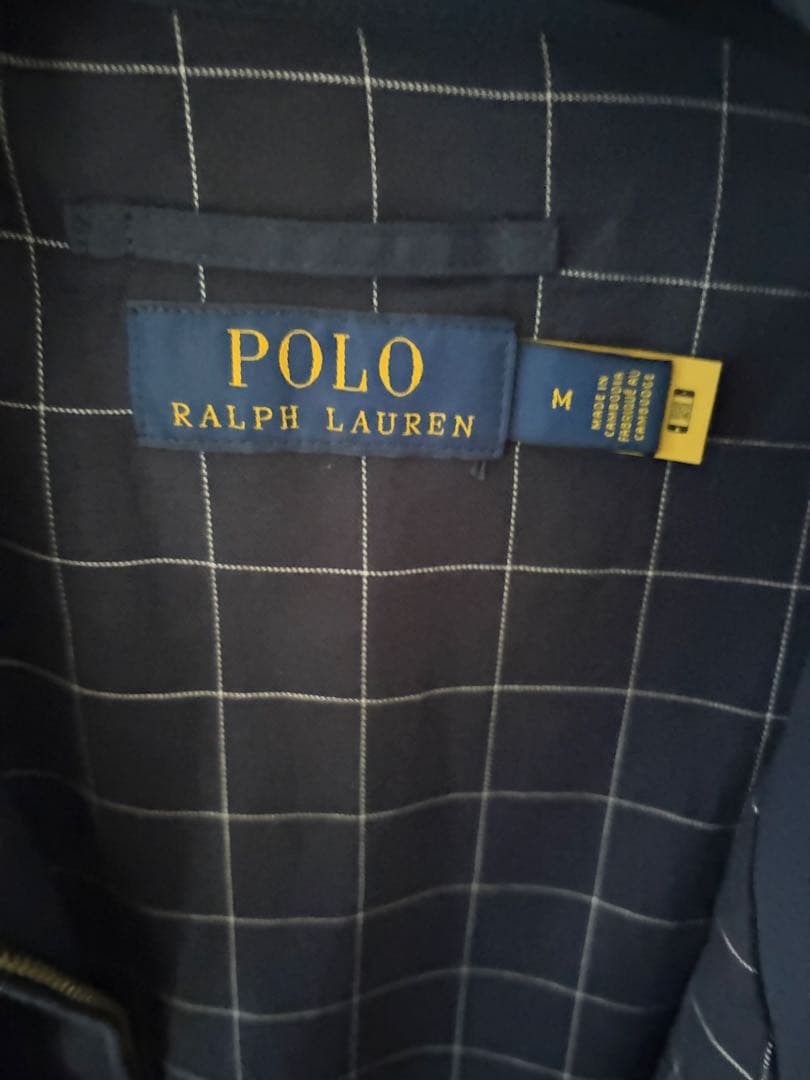 POLO
RALPH LAUREN
M
MADE IN
CAMBODIA
FABRIQUÉ AU
CAMBODGE